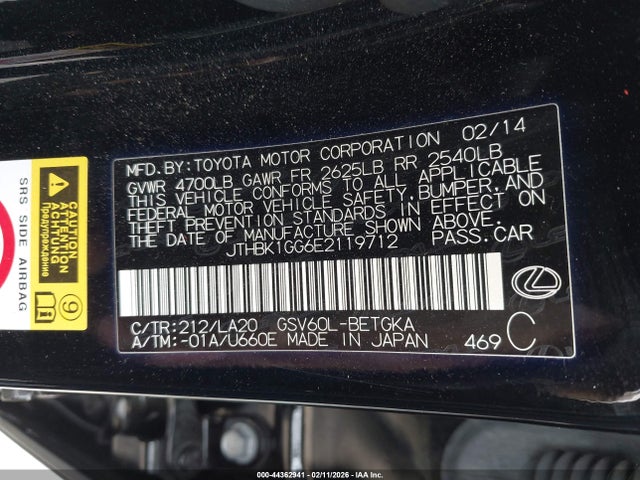 MFD. BY: TOYOTA MOTOR CORPORATION 02/14
GVWR 4700LB GAWR FR 2625LB RR 2540LB
THIS VEHICLE CONFORMS TO ALL APPLICABLE
FEDERAL MOTOR VEHICLE SAFETY, BUMPER, AND
THEFT PREVENTION STANDARDS IN EFFECT ON
THE DATE OF MANUFACTURE SHOWN ABOVE.
JTHBK1GG6E2119712 PASS. CAR
C/TR: 212/LA20 GSV60L-BETGKA
A/TM: -01A/U660E MADE IN JAPAN 469 C
SRS SIDE AIRBAG
ATTENTION
Предупреждение
9
000-44362941 - 02/11/2026 - IAA Inc.